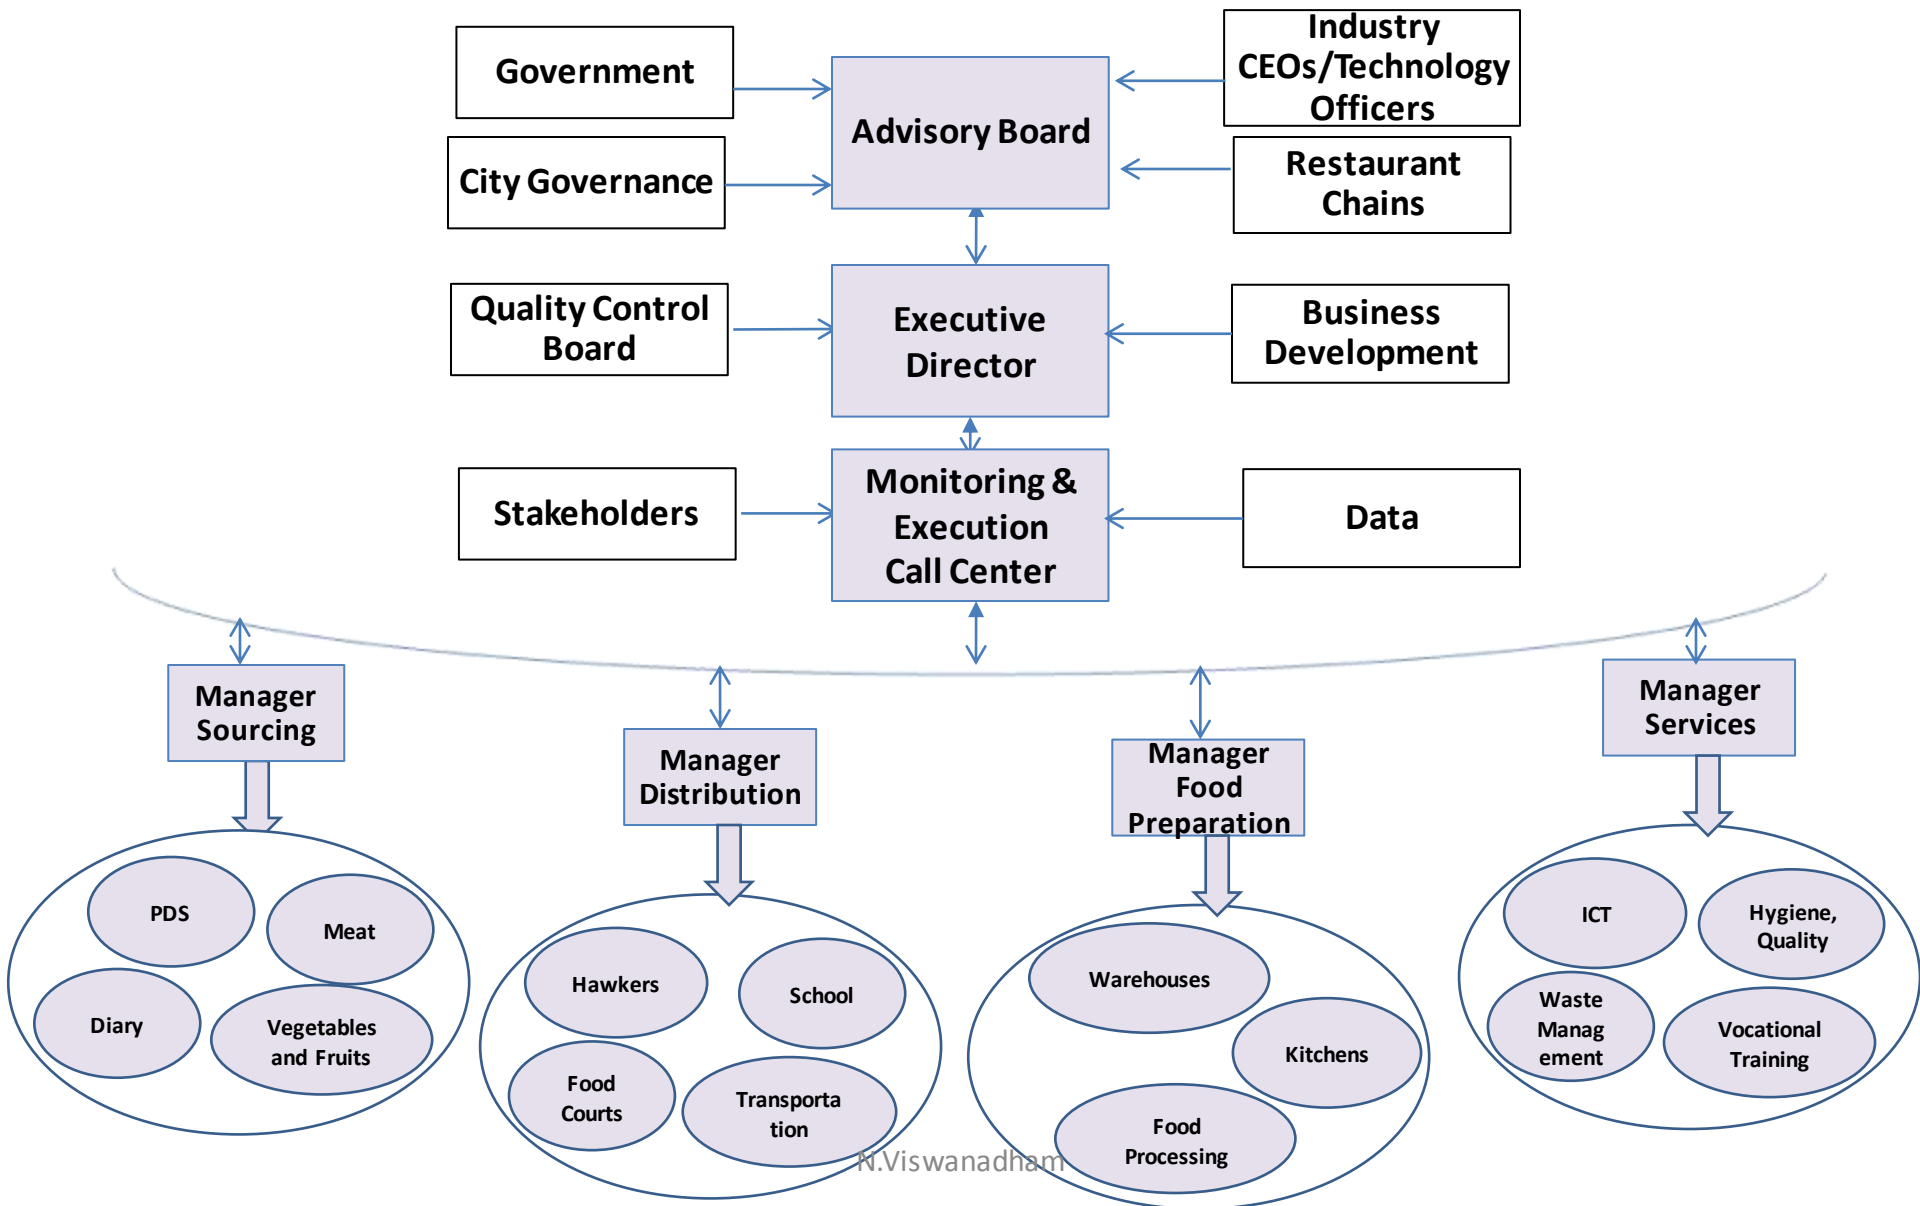 Government
Industry
CEOs/Technology
Officers
Advisory Board
City Governance
Restaurant
Chains
Quality Control
Board
Executive
Director
Business
Development
Stakeholders
Monitoring &
Execution
Call Center
Data
Manager
Sourcing
Manager
Distribution
Manager
Food
Preparation
Manager
Services
PDS
Meat
Diary
Vegetables
and Fruits
Hawkers
School
Food
Courts
Transporta
tion
Warehouses
Kitchens
Food
Processing
ICT
Hygiene,
Quality
Waste
Manag
ement
Vocational
Training
N.Viswanadham